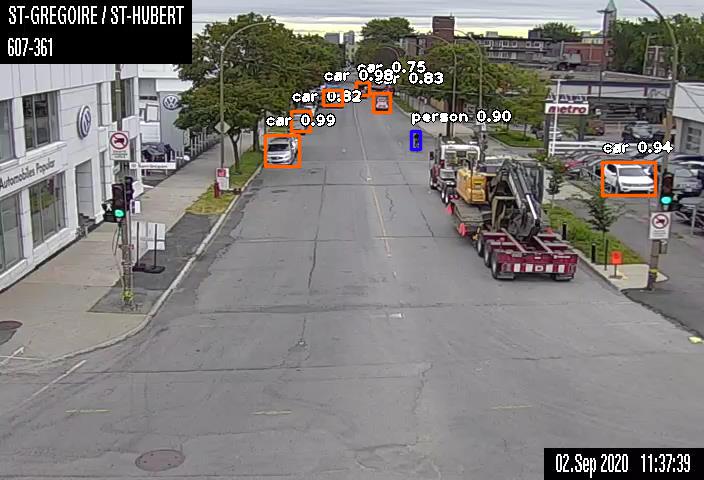 ST-GREGOIRE / ST-HUBERT
607-361
car 0.75
car 0.98
car 0.83
car 0.82
car 0.99
person 0.90
car 0.94
metro
Automobiles Popular
02.Sep 2020 11:37:39